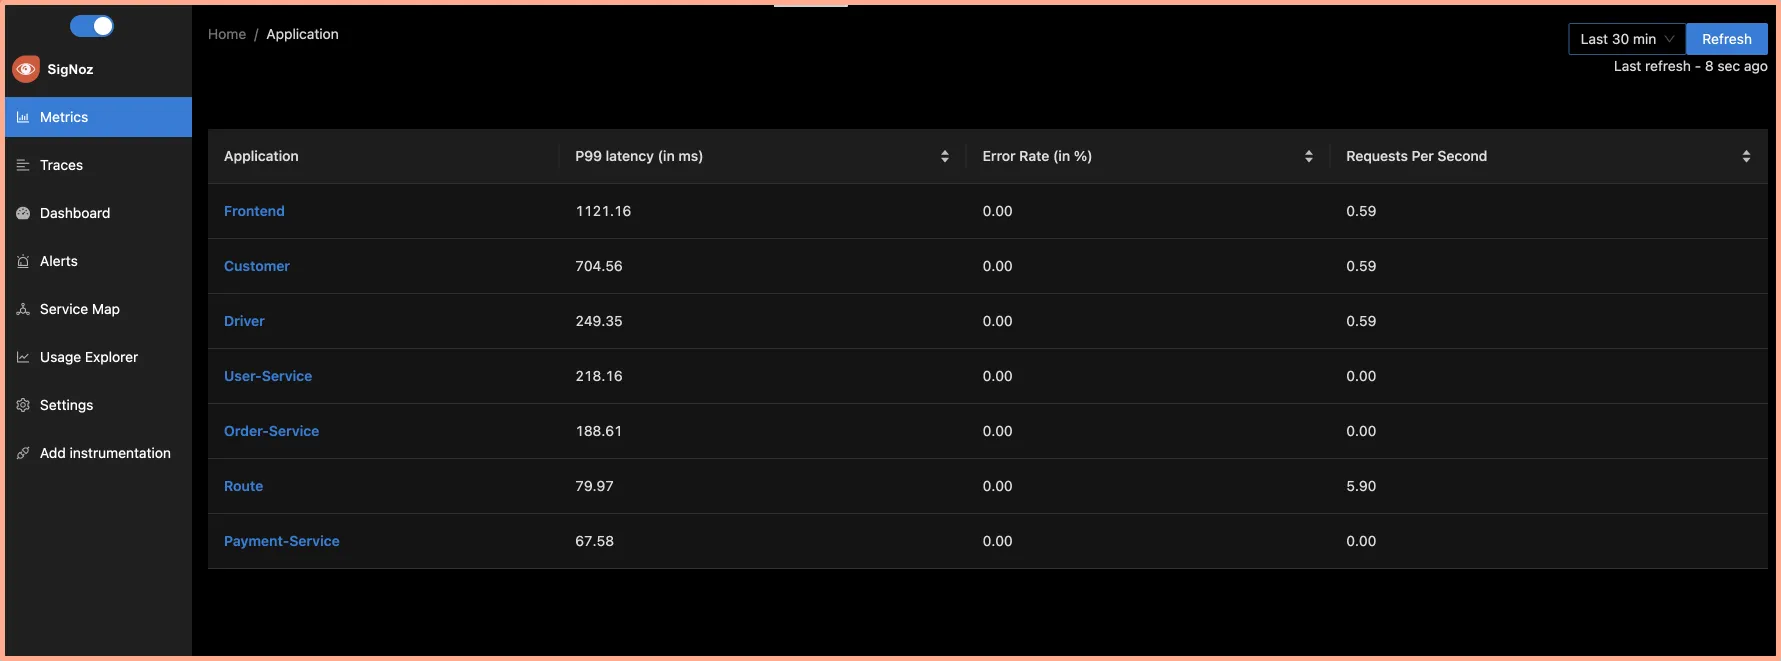 Home / Application
Last 30 min
Refresh
Last refresh - 8 sec ago
SigNoz
Metrics
Traces
Dashboard
Alerts
Service Map
Usage Explorer
Settings
Add instrumentation
Application P99 latency (in ms) Error Rate (in %) Requests Per Second
Frontend 1121.16 0.00 0.59
Customer 704.56 0.00 0.59
Driver 249.35 0.00 0.59
User-Service 218.16 0.00 0.00
Order-Service 188.61 0.00 0.00
Route 79.97 0.00 5.90
Payment-Service 67.58 0.00 0.00